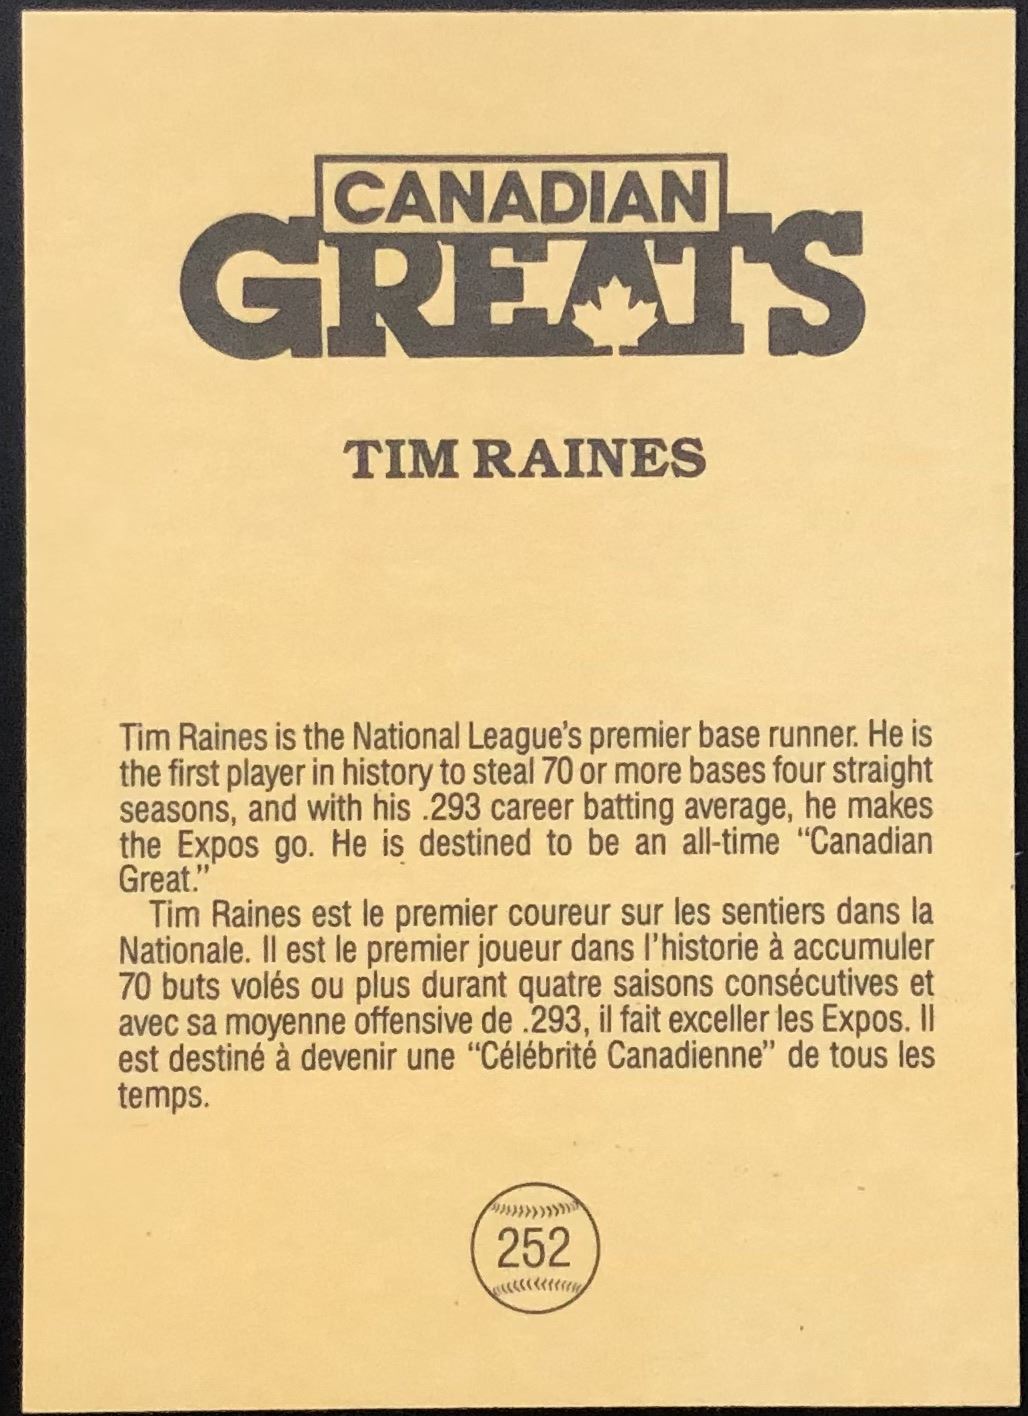 CANADIAN
GREATS
TIM RAINES
Tim Raines is the National League's premier base runner. He is
the first player in history to steal 70 or more bases four straight
seasons, and with his .293 career batting average, he makes
the Expos go. He is destined to be an all-time “Canadian
Great.”
Tim Raines est le premier coureur sur les sentiers dans la
Nationale. Il est le premier joueur dans l'historie à accumuler
70 buts volés ou plus durant quatre saisons consécutives et
avec sa moyenne offensive de .293, il fait exceller les Expos. Il
est destiné à devenir une “Célébrité Canadienne” de tous les
temps.
252